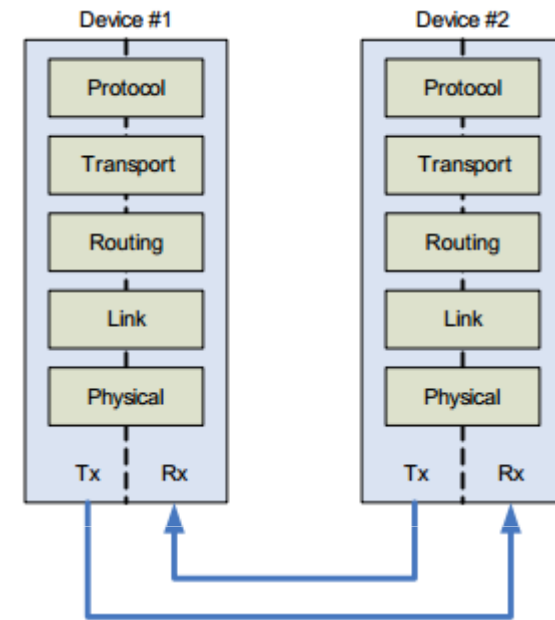 Device #1
Device #2
Protocol
Protocol
Transport
Transport
Routing
Routing
Link
Link
Physical
Physical
Tx
Rx
Tx
Rx